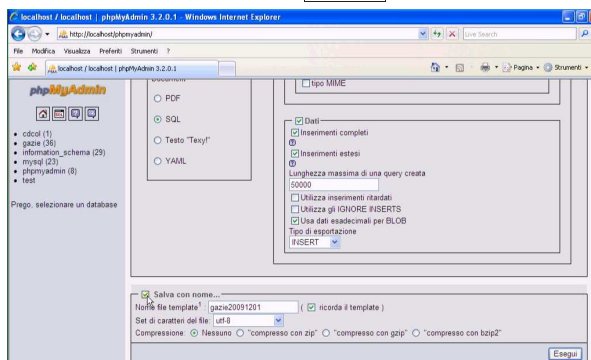 localhost / localhost | phpMyAdmin 3.2.0.1 - Windows Internet Explorer
http://localhost/phpmyadmin/
Live Search
File Modifica Visualizza Preferiti Strumenti ?
localhost / localhost | phpMyAdmin 3.2.0.1
Pagina
Strumenti
phpMyAdmin
cdcol (1)
gazie (36)
information_schema (29)
mysql (23)
phpmyadmin (8)
test
Prego, selezionare un database
Document
PDF
SQL
Testo "Texy!"
YAML
tipo MIME
Dati
Inserimenti completi
Inserimenti estesi
Lunghezza massima di una query creata
50000
Utilizza inserimenti ritardati
Utilizza gli IGNORE INSERTS
Usa dati esadecimali per BLOB
Tipo di esportazione
INSERT
Salva con nome...
Nome file template1 : gazie20091201 ( ricorda il template )
Set di caratteri del file: utf-8
Compressione: Nessuno "compresso con zip" "compresso con gzip" "compresso con bzip2"
Esegui